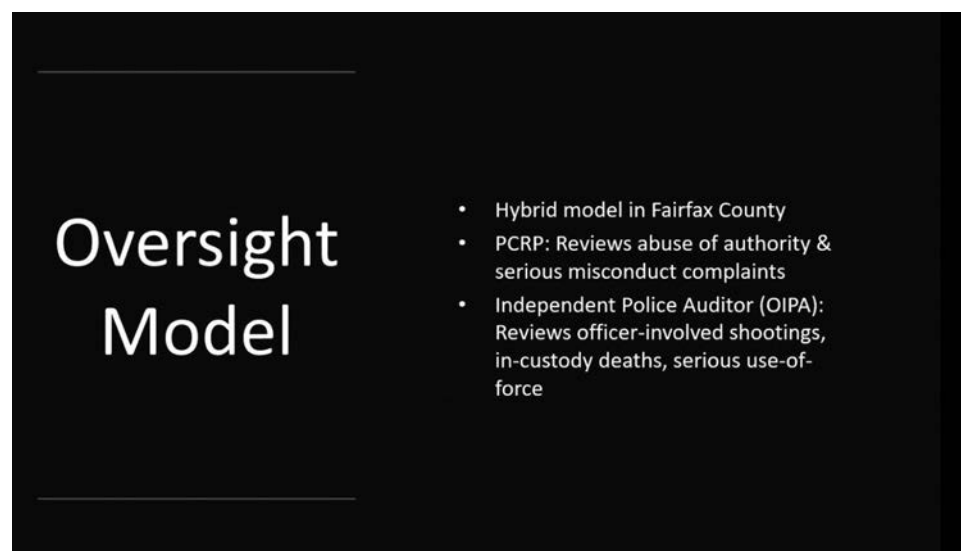 Oversight
Model
• Hybrid model in Fairfax County
• PCRP: Reviews abuse of authority &
serious misconduct complaints
• Independent Police Auditor (OIPA):
Reviews officer-involved shootings,
in-custody deaths, serious use-of-
force